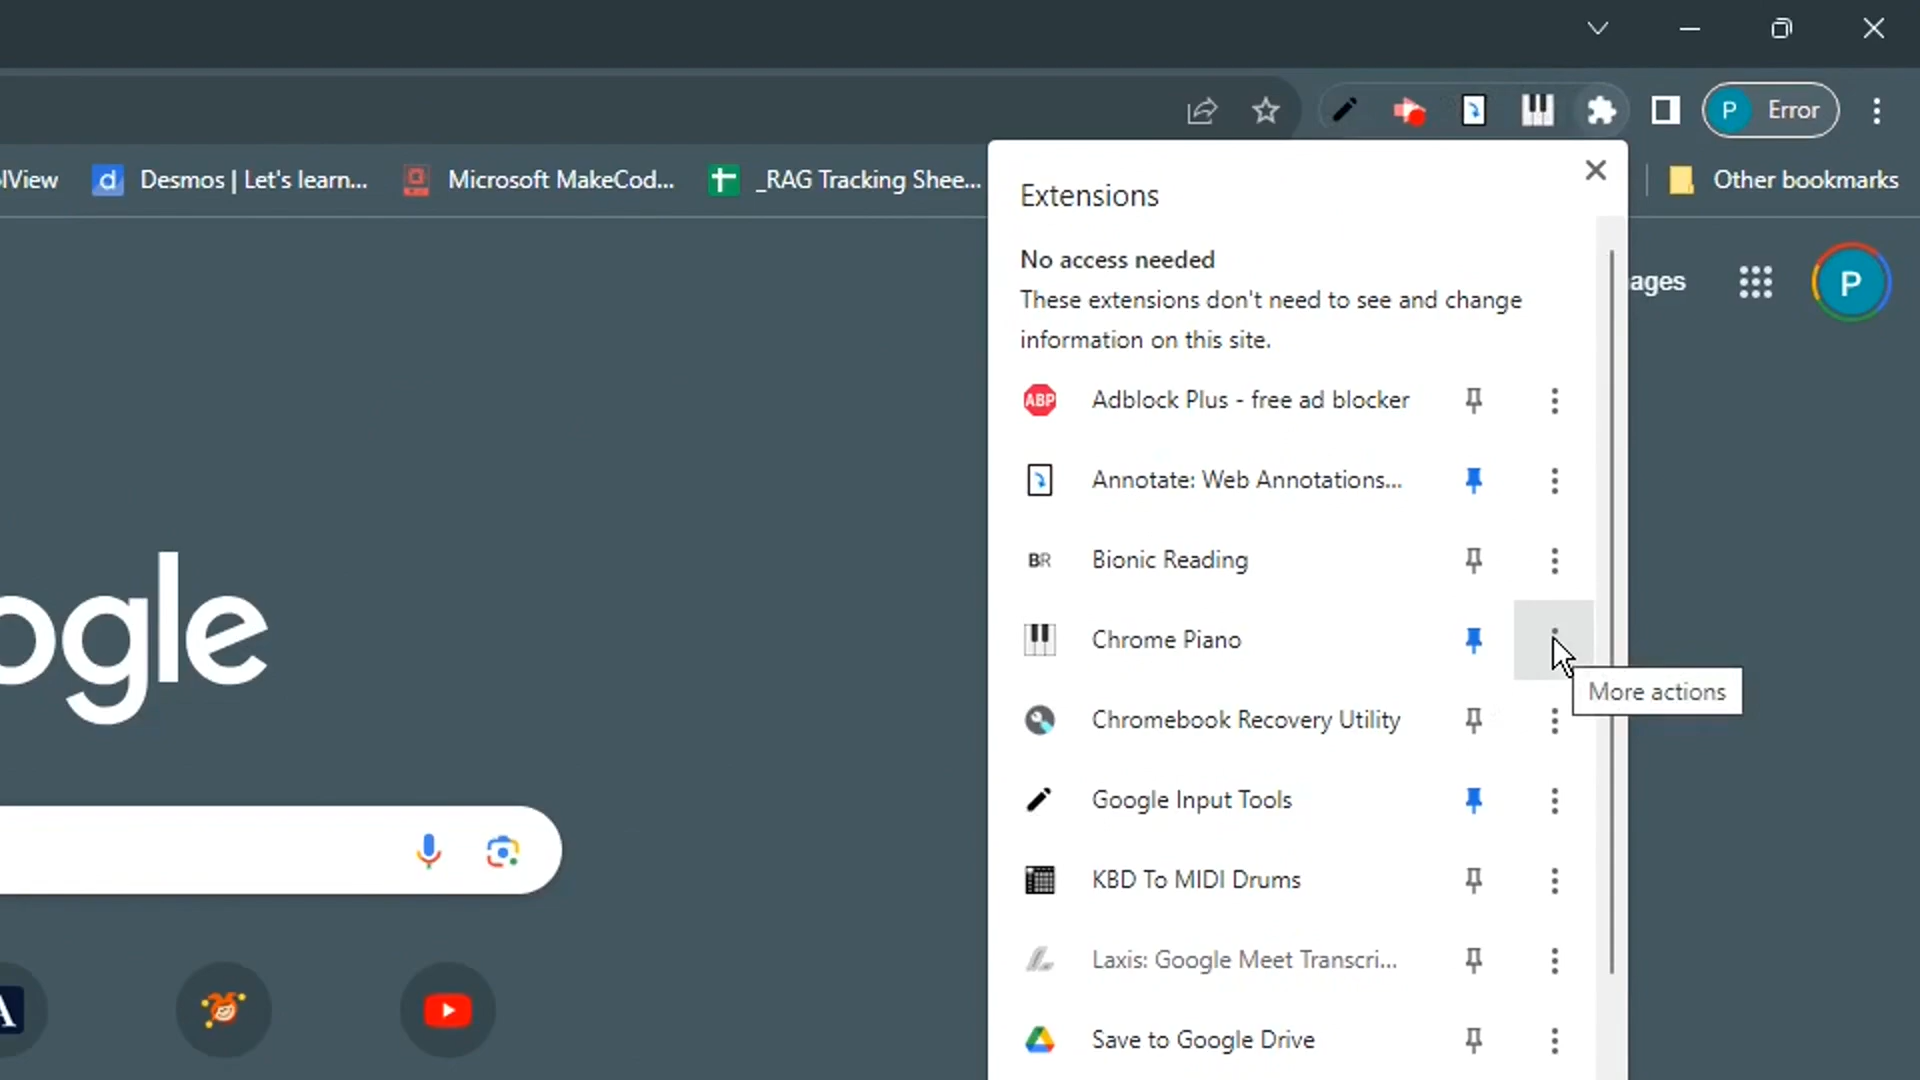 P Error
lView
d Desmos | Let's learn...
Microsoft MakeCod...
_RAG Tracking Shee...
Other bookmarks
Extensions
No access needed
These extensions don't need to see and change
information on this site.
ages
P
ABP Adblock Plus - free ad blocker
Annotate: Web Annotations...
BR Bionic Reading
Chrome Piano
More actions
Chromebook Recovery Utility
ogle
Google Input Tools
KBD To MIDI Drums
Laxis: Google Meet Transcri...
A
Save to Google Drive